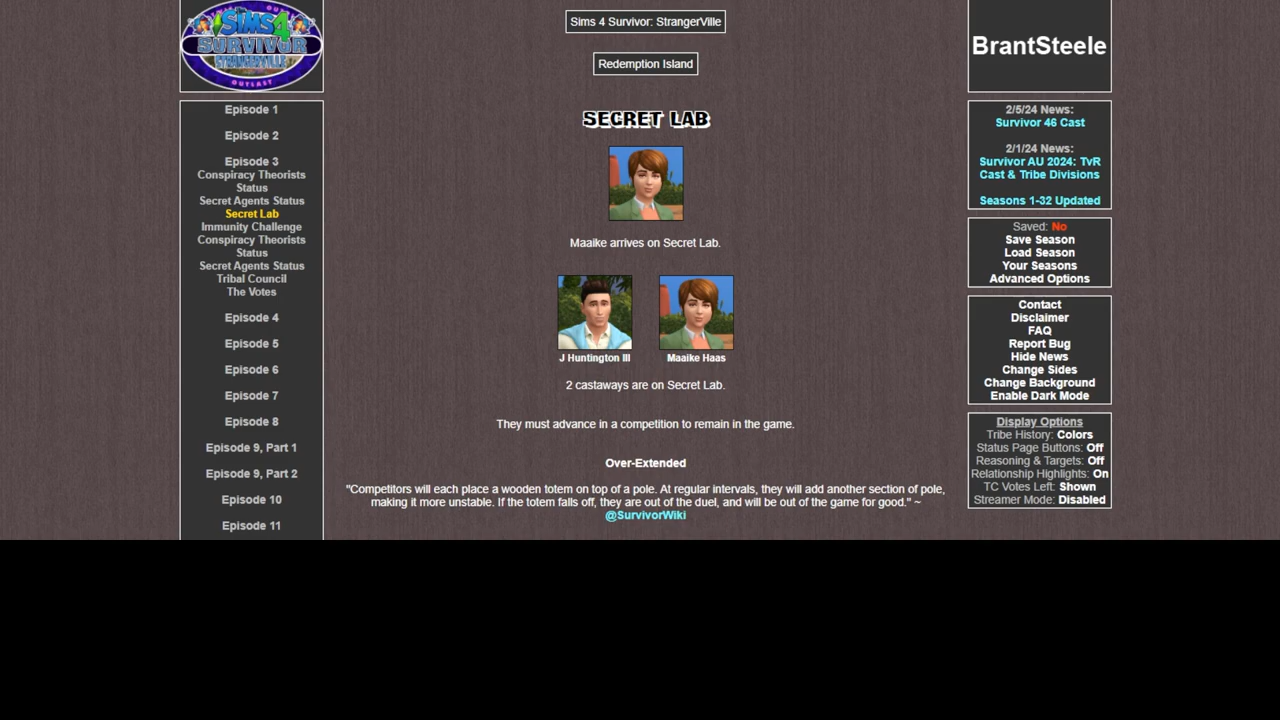 SIMS 4
SURVIVOR
STRANGERVILLE
OUTLAST
Episode 1
Episode 2
Episode 3
Conspiracy Theorists
Status
Secret Agents Status
Secret Lab
Immunity Challenge
Conspiracy Theorists
Status
Secret Agents Status
Tribal Council
The Votes
Episode 4
Episode 5
Episode 6
Episode 7
Episode 8
Episode 9, Part 1
Episode 9, Part 2
Episode 10
Episode 11
Sims 4 Survivor: StrangerVille
Redemption Island
SECRET LAB
Maaike arrives on Secret Lab.
J Huntington III
Maaike Haas
2 castaways are on Secret Lab.
They must advance in a competition to remain in the game.
Over-Extended
"Competitors will each place a wooden totem on top of a pole. At regular intervals, they will add another section of pole,
making it more unstable. If the totem falls off, they are out of the duel, and will be out of the game for good." ~
@SurvivorWiki
BrantSteele
2/5/24 News:
Survivor 46 Cast
2/1/24 News:
Survivor AU 2024: TvR
Cast & Tribe Divisions
Seasons 1-32 Updated
Saved: No
Save Season
Load Season
Your Seasons
Advanced Options
Contact
Disclaimer
FAQ
Report Bug
Hide News
Change Sides
Change Background
Enable Dark Mode
Display Options
Tribe History: Colors
Status Page Buttons: Off
Reasoning & Targets: Off
Relationship Highlights: On
TC Votes Left: Shown
Streamer Mode: Disabled